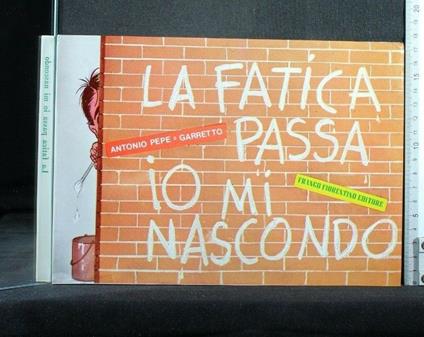 LA FATICA
PASSA
ANTONIO PEPE - GARRETTO
IO MI
FRANCO FIORENTINO EDITORE
NASCONDO
La fatica passa io mi nascondo